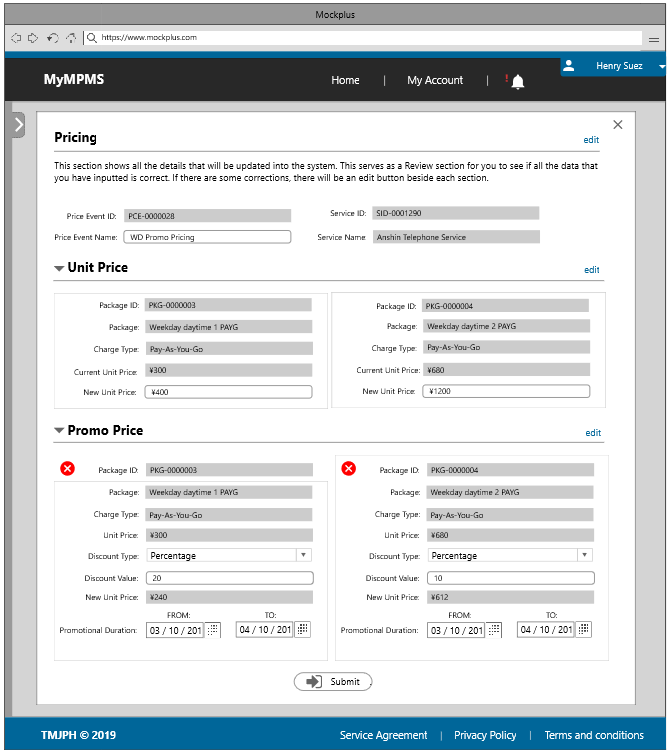 Mockplus
https://www.mockplus.com
Henry Suez
MyMPMS
Home | My Account | !
Pricing
edit
This section shows all the details that will be updated into the system. This serves as a Review section for you to see if all the data that
you have inputted is correct. If there are some corrections, there will be an edit button beside each section.
Price Event ID: PCE-0000028
Service ID: SID-0001290
Price Event Name: WD Promo Pricing
Service Name: Anshin Telephone Service
Unit Price
edit
Package ID: PKG-0000003
Package: Weekday daytime 1 PAYG
Charge Type: Pay-As-You-Go
Current Unit Price: ¥300
New Unit Price: ¥400
Package ID: PKG-000004
Package: Weekday daytime 2 PAYG
Charge Type: Pay-As-You-Go
Current Unit Price: ¥680
New Unit Price: ¥1200
Promo Price
edit
Package ID: PKG-0000003
Package: Weekday daytime 1 PAYG
Charge Type: Pay-As-You-Go
Unit Price: ¥300
Discount Type: Percentage
Discount Value: 20
New Unit Price: ¥240
FROM: TO:
Promotional Duration: 03 / 10 / 201 04 / 10 / 201
Package ID: PKG-000004
Package: Weekday daytime 2 PAYG
Charge Type: Pay-As-You-Go
Unit Price: ¥680
Discount Type: Percentage
Discount Value: 10
New Unit Price: ¥612
FROM: TO:
Promotional Duration: 03 / 10 / 201 04 / 10 / 201
Submit
TMJPH © 2019
Service Agreement | Privacy Policy | Terms and conditions